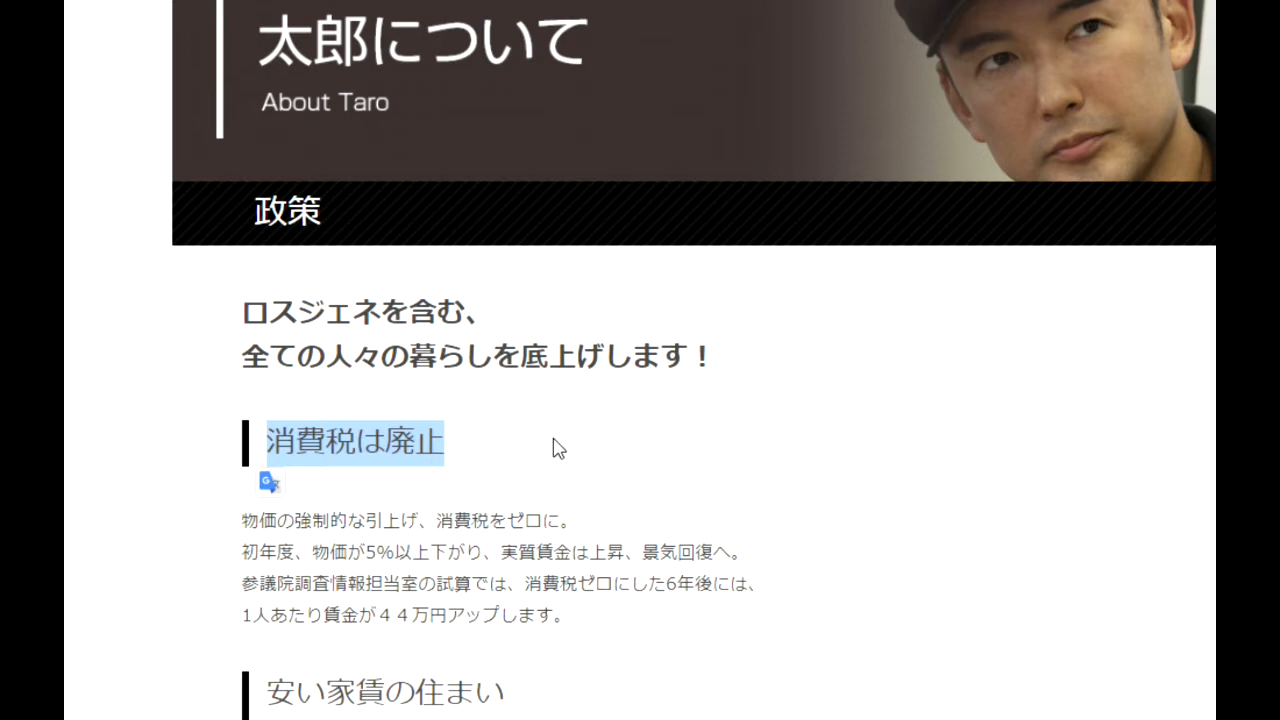 太郎について
About Taro
政策
ロスジェネを含む、
全ての人々の暮らしを底上げします！
消費税は廃止
物価の強制的な引上げ、消費税をゼロに。
初年度、物価が5%以上下がり、実質賃金は上昇、景気回復へ。
参議院調査情報担当室の試算では、消費税ゼロにした6年後には、
1人あたり賃金が４４万円アップします。
安い家賃の住まい